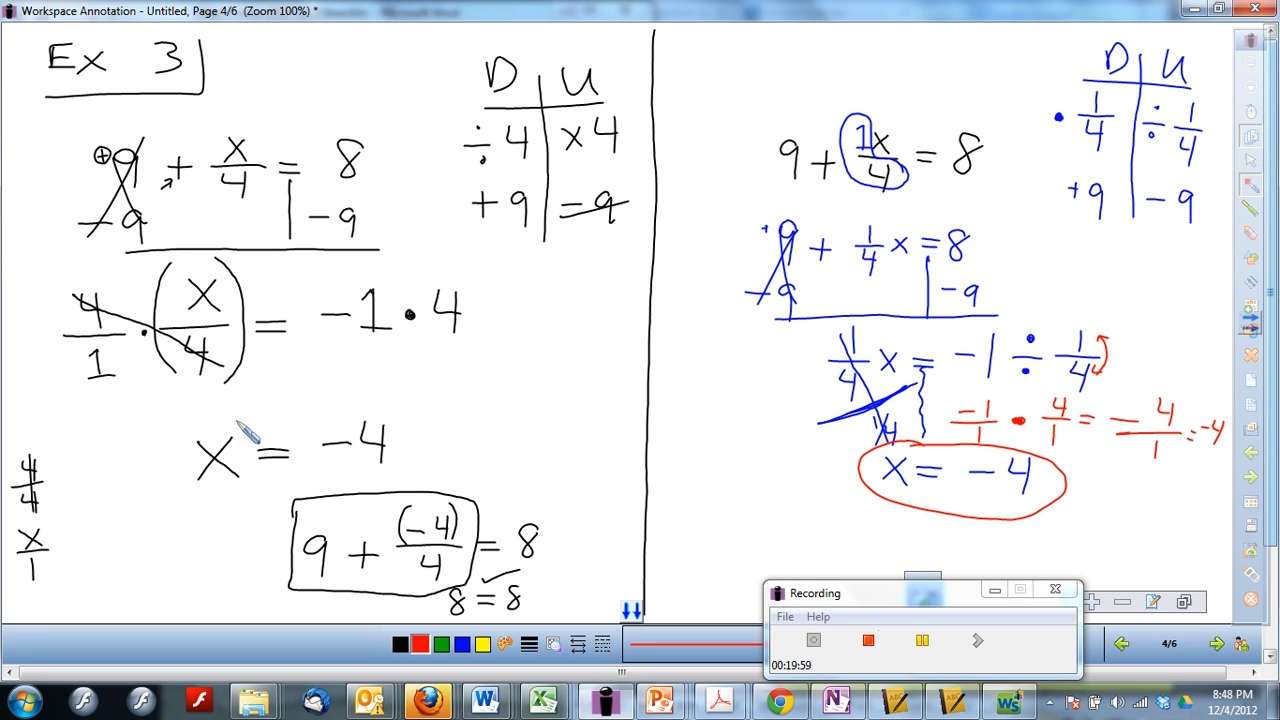 Workspace Annotation - Untitled, Page 4/6 (Zoom 100%) *
Ex 3
D | U
÷4 | x4
+9 | -9
9 + x/4 = 8
-9 | -9
4/1 · (x/4) = -1 · 4
x = -4
4/4
x/1
9 + (-4)/4 = 8
8 = 8
D | U
· 1/4 | ÷ 1/4
+9 | -9
9 + 1x/4 = 8
+9 + 1/4 x = 8
-9 | -9
1/4 x = -1 ÷ 1/4
1/4
-1/1 · 4/1 = -4/1 = -4
x = -4
Recording
File Help
00:19:59
4/6
8:48 PM
12/4/2012